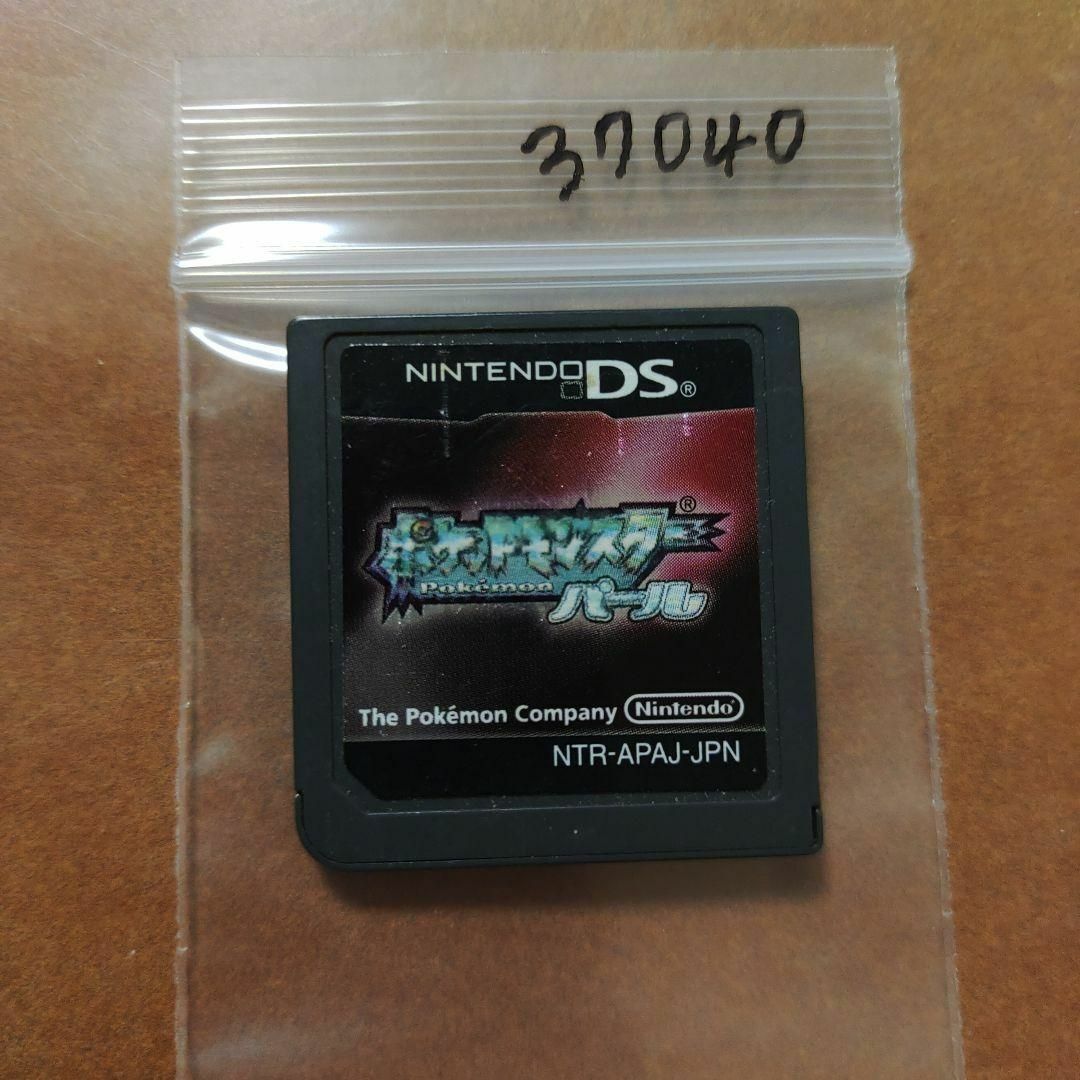 37040
NINTENDO DS®
ポケットモンスター®
Pokémon パール
The Pokémon Company Nintendo®
NTR-APAJ-JPN